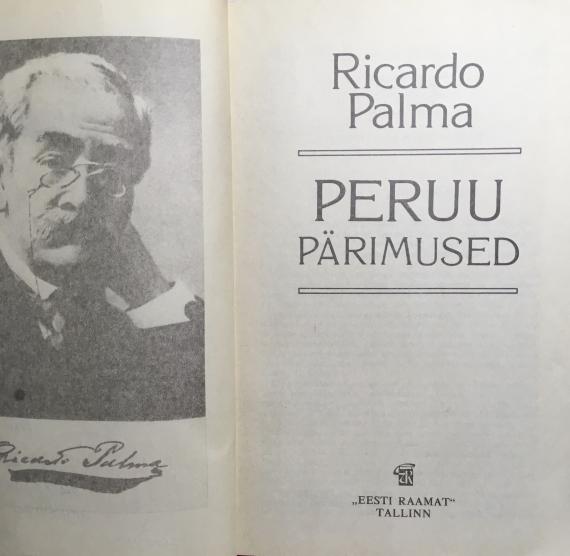 Ricardo Palma
Ricardo
Palma
PERUU
PÄRIMUSED
„EESTI RAAMAT“
TALLINN